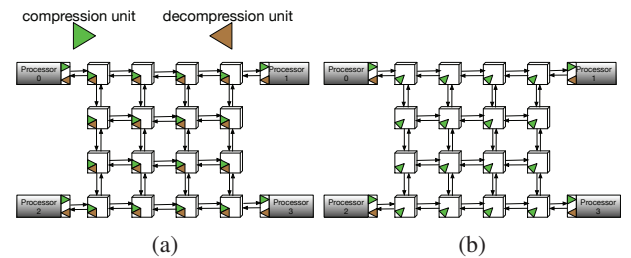 compression unit decompression unit
Processor
0
Processor
1
Processor
0
Processor
1
Processor
2
Processor
3
Processor
2
Processor
3
(a)
(b)